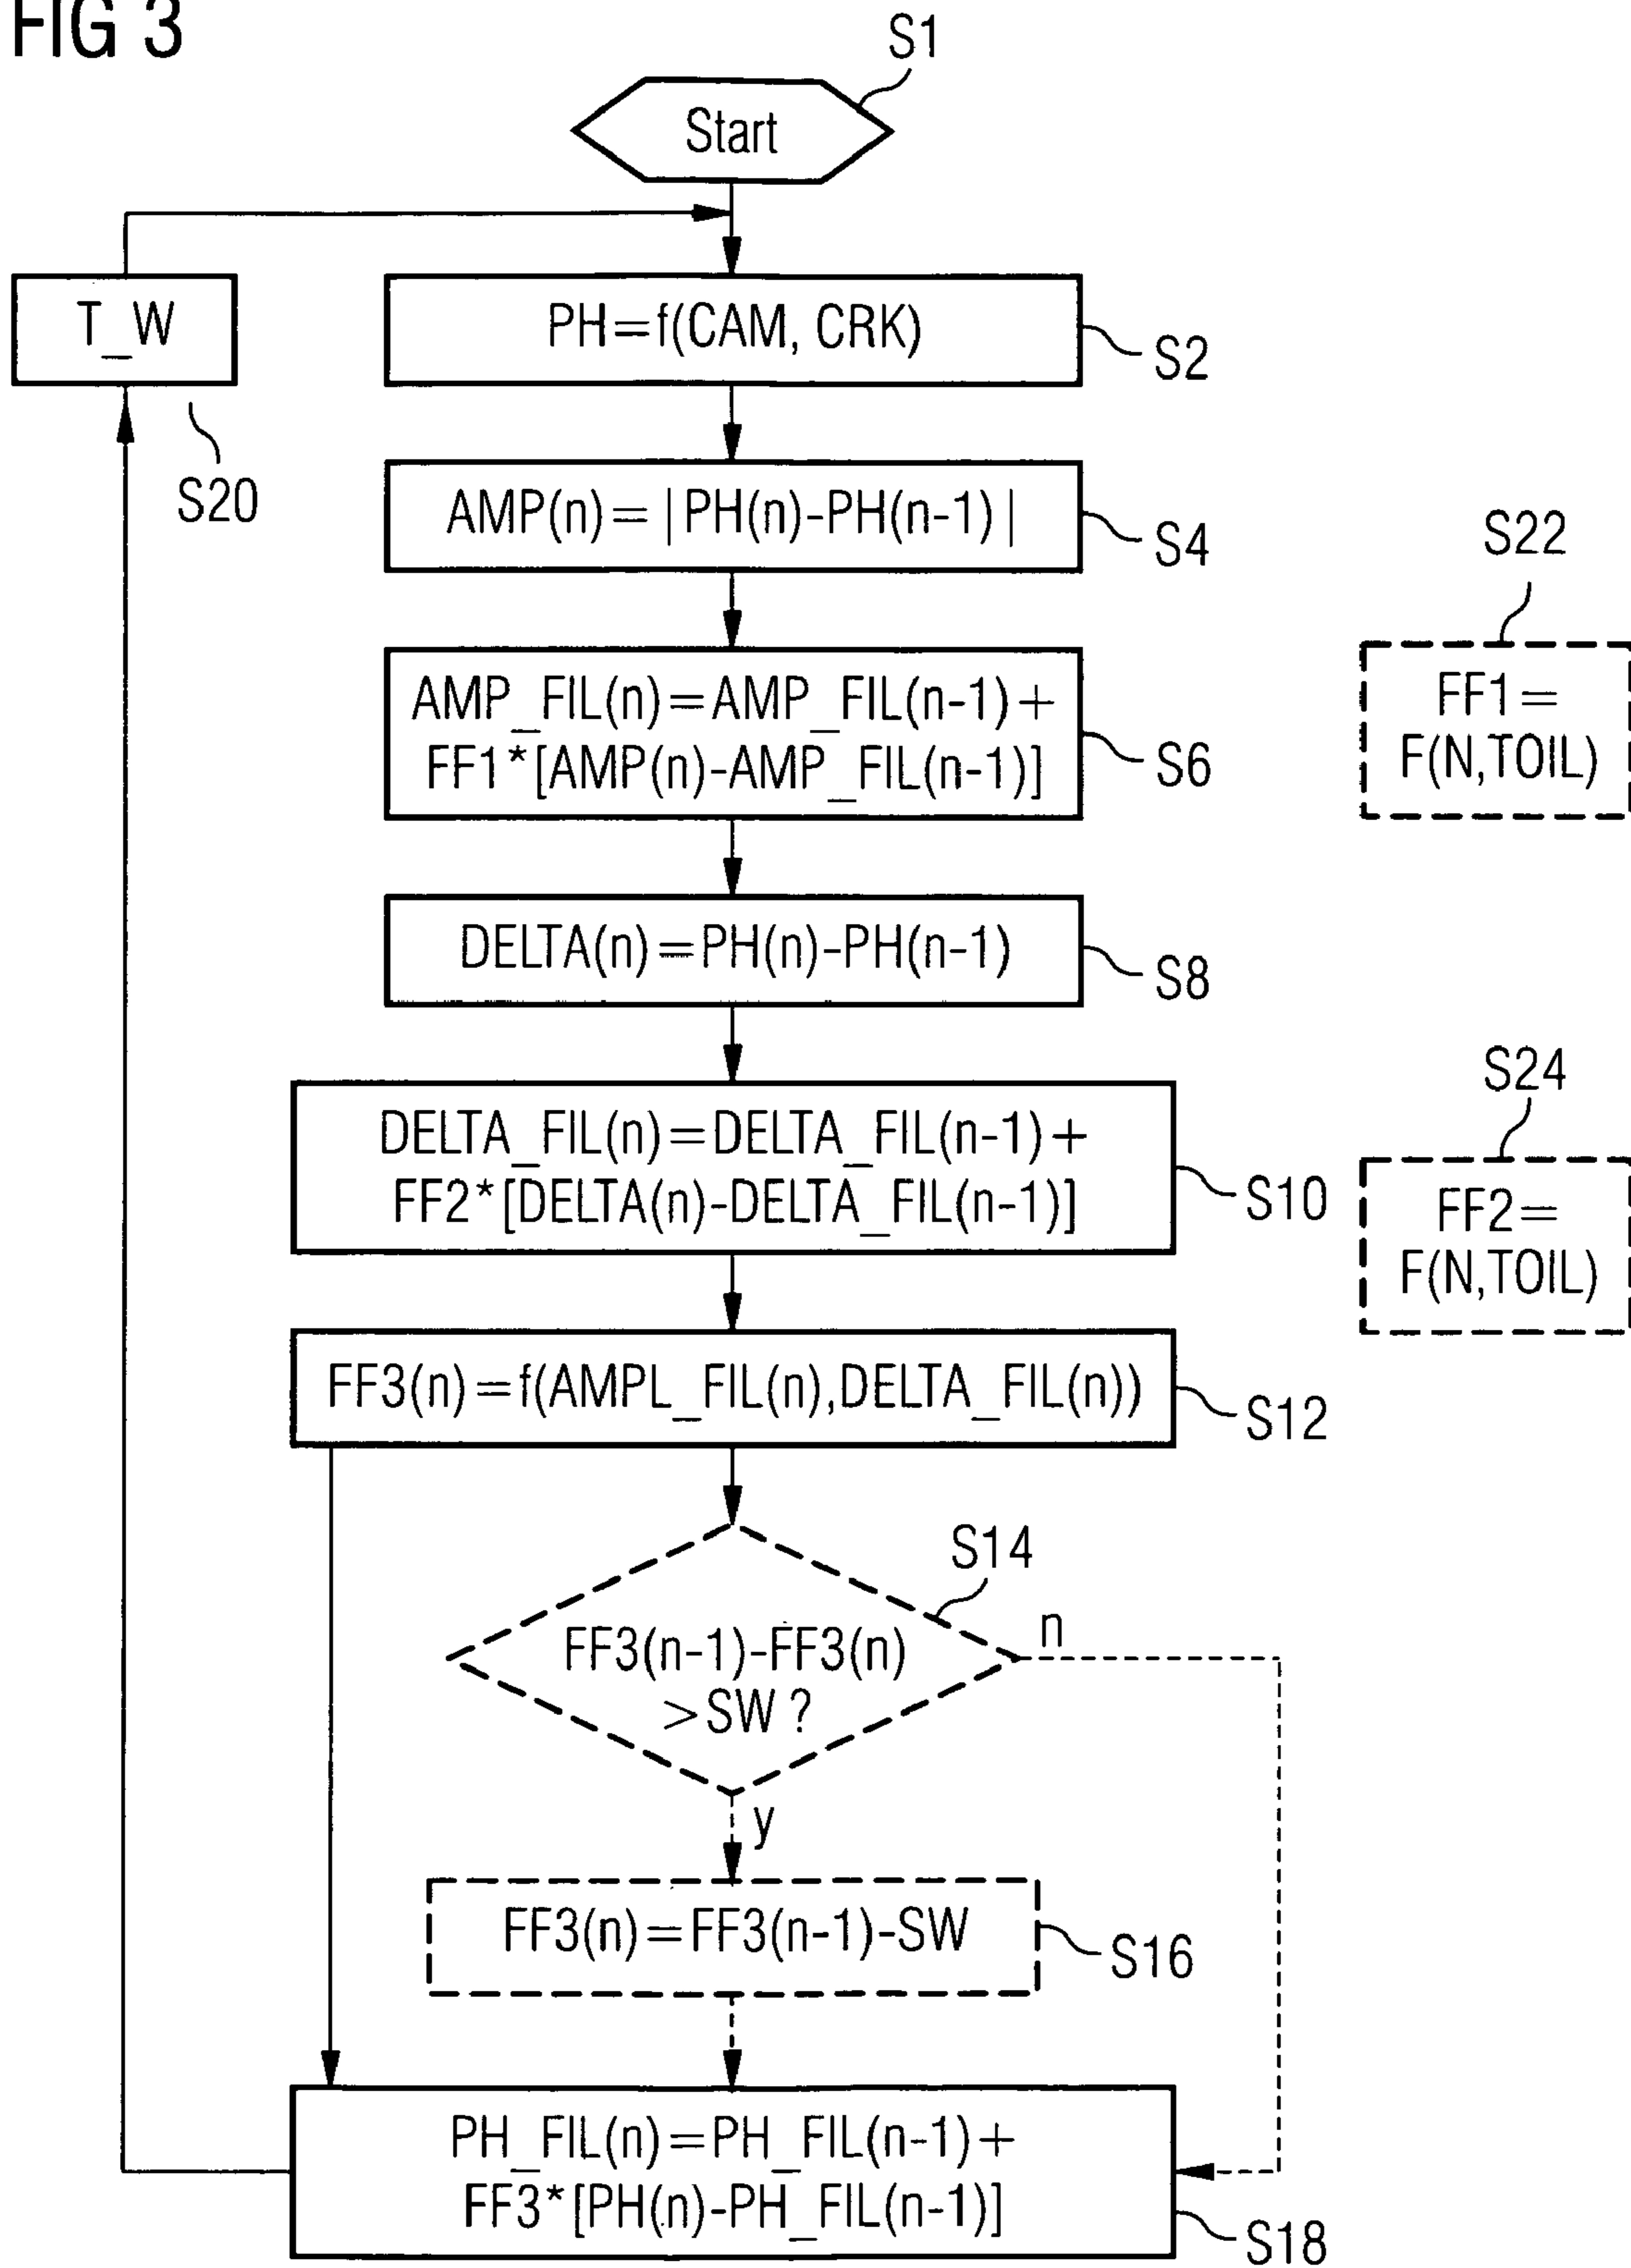 FIG 3
S1
Start
T_W
S20
PH=f(CAM, CRK)
S2
AMP(n)=|PH(n)-PH(n-1)|
S4
S22
AMP_FIL(n)=AMP_FIL(n-1)+
FF1*[AMP(n)-AMP_FIL(n-1)]
S6
FF1=
F(N,TOIL)
DELTA(n)=PH(n)-PH(n-1)
S8
S24
DELTA_FIL(n)=DELTA_FIL(n-1)+
FF2*[DELTA(n)-DELTA_FIL(n-1)]
S10
FF2=
F(N,TOIL)
FF3(n)=f(AMPL_FIL(n),DELTA_FIL(n))
S12
S14
FF3(n-1)-FF3(n)
>SW ?
n
y
FF3(n)=FF3(n-1)-SW
S16
PH_FIL(n)=PH_FIL(n-1)+
FF3*[PH(n)-PH_FIL(n-1)]
S18